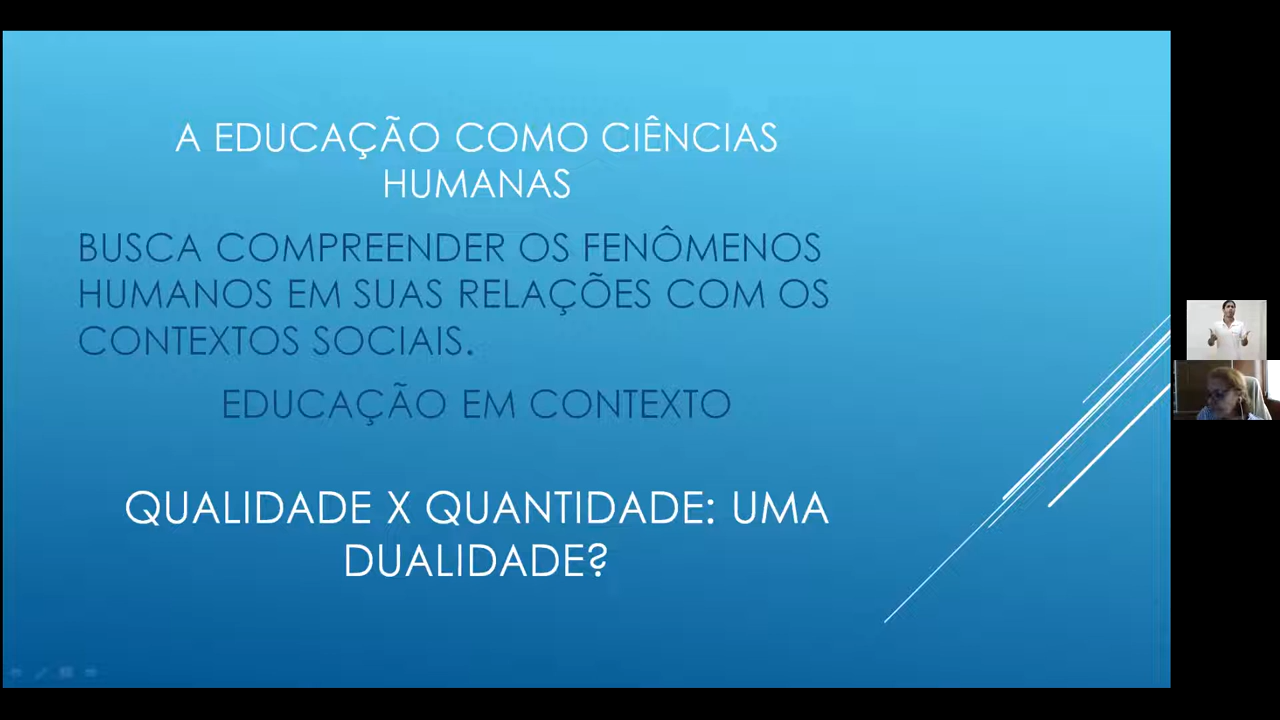 A EDUCAÇÃO COMO CIÊNCIAS
HUMANAS
BUSCA COMPREENDER OS FENÔMENOS
HUMANOS EM SUAS RELAÇÕES COM OS
CONTEXTOS SOCIAIS.
EDUCAÇÃO EM CONTEXTO
QUALIDADE X QUANTIDADE: UMA
DUALIDADE?